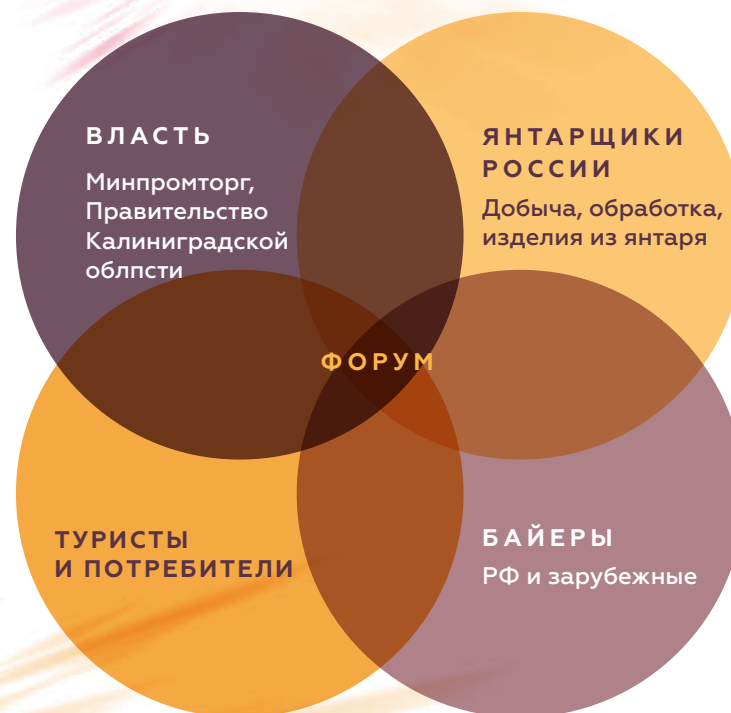 ВЛАСТЬ
Минпромторг,
Правительство
Калиниградской
облпсти
ЯНТАРЩИКИ
РОССИИ
Добыча, обработка,
изделия из янтаря
ФОРУМ
ТУРИСТЫ
И ПОТРЕБИТЕЛИ
БАЙЕРЫ
РФ и зарубежные